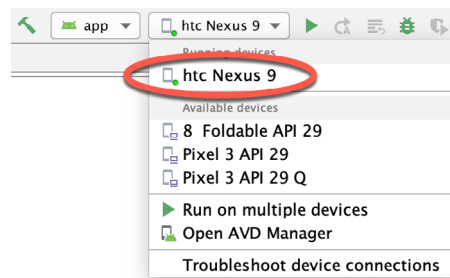 app
htc Nexus 9
Running devices
htc Nexus 9
Available devices
8 Foldable API 29
Pixel 3 API 29
Pixel 3 API 29 Q
Run on multiple devices
Open AVD Manager
Troubleshoot device connections